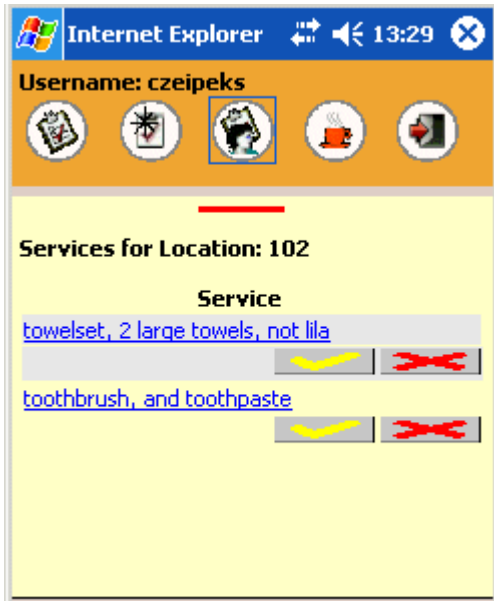 Internet Explorer 13:29
Username: czeipeks
Services for Location: 102
Service
towelset, 2 large towels, not lila
toothbrush, and toothpaste